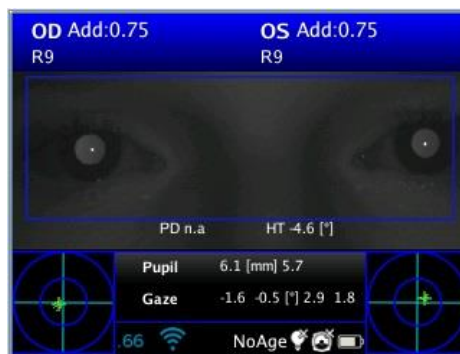 OD Add:0.75 OS Add:0.75
R9 R9
PD n.a HT -4.6 [°]
Pupil 6.1 [mm] 5.7
Gaze -1.6 -0.5 [°] 2.9 1.8
.66 NoAge